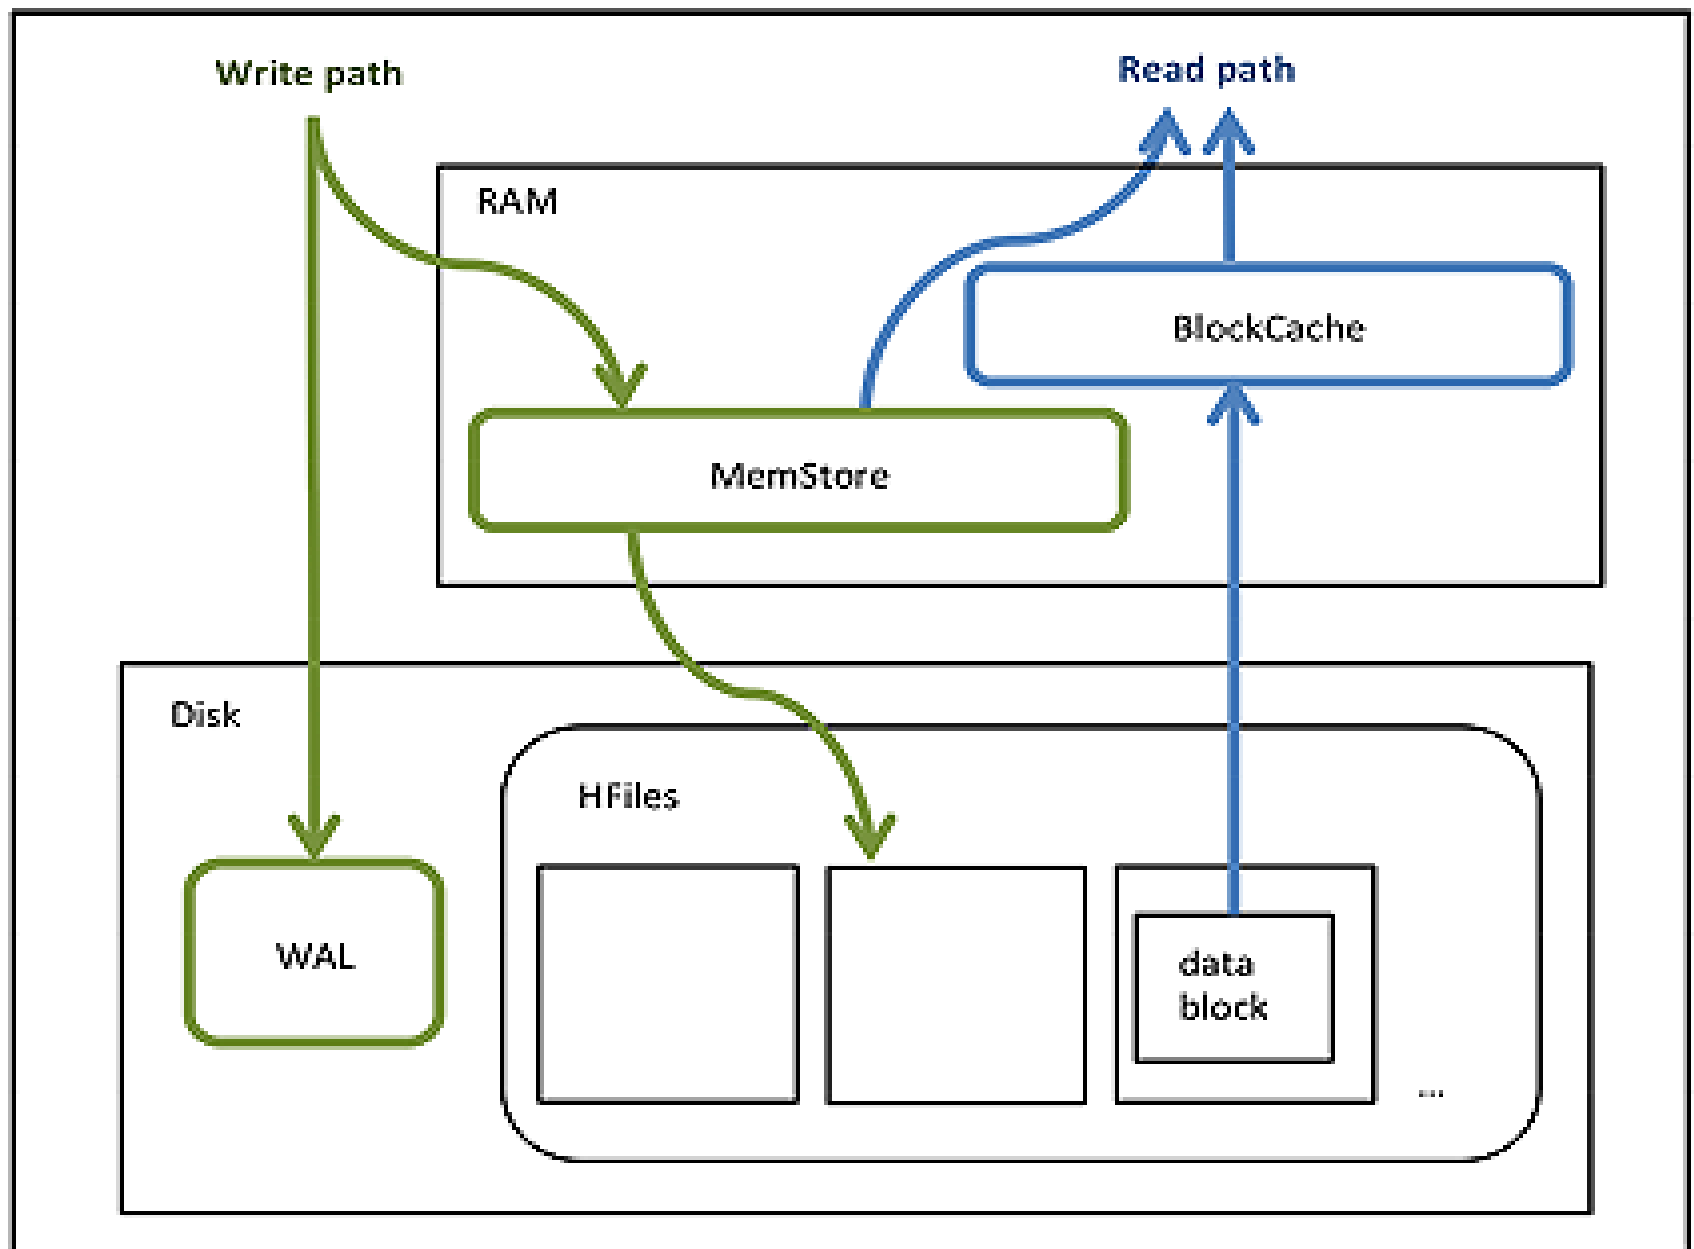 Write path
Read path
RAM
BlockCache
MemStore
Disk
HFiles
WAL
data
block
...